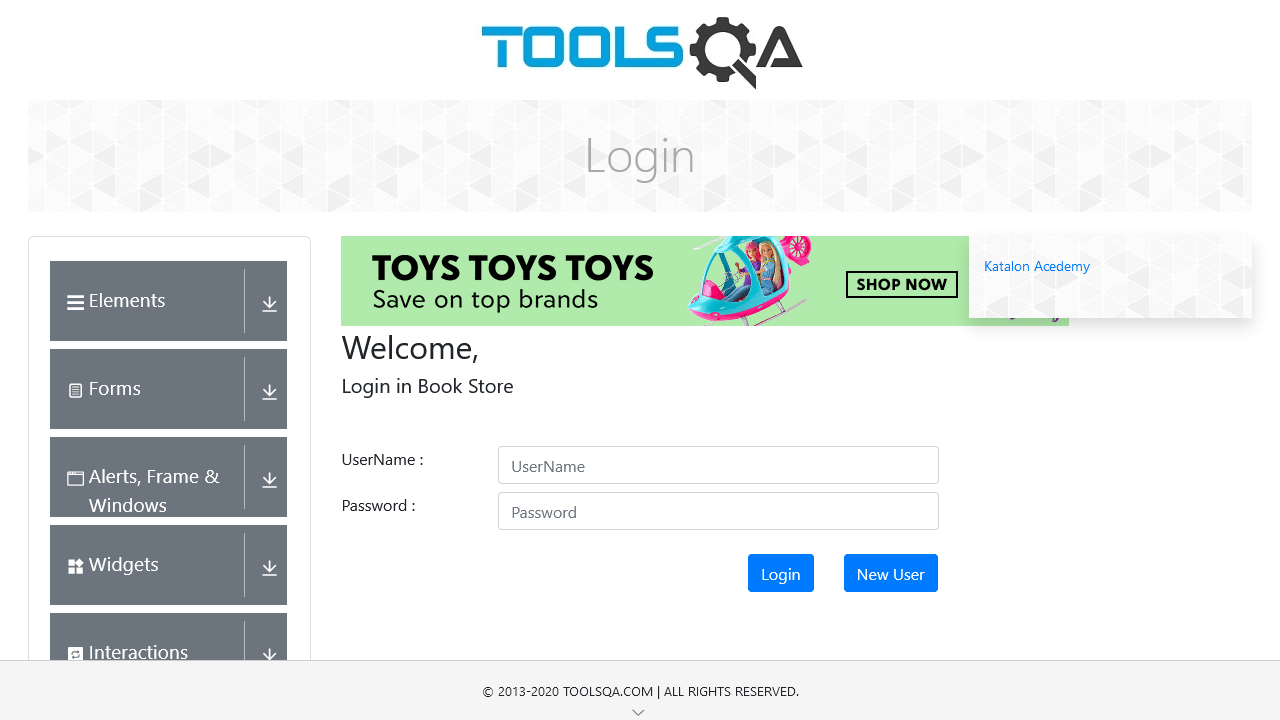 TOOLSQA
Login
Elements
Forms
Alerts, Frame &
Windows
Widgets
Interactions
TOYS TOYS TOYS
Save on top brands
SHOP NOW
Katalon Acedemy
Welcome,
Login in Book Store
UserName :
UserName
Password :
Password
Login
New User
© 2013-2020 TOOLSQA.COM | ALL RIGHTS RESERVED.